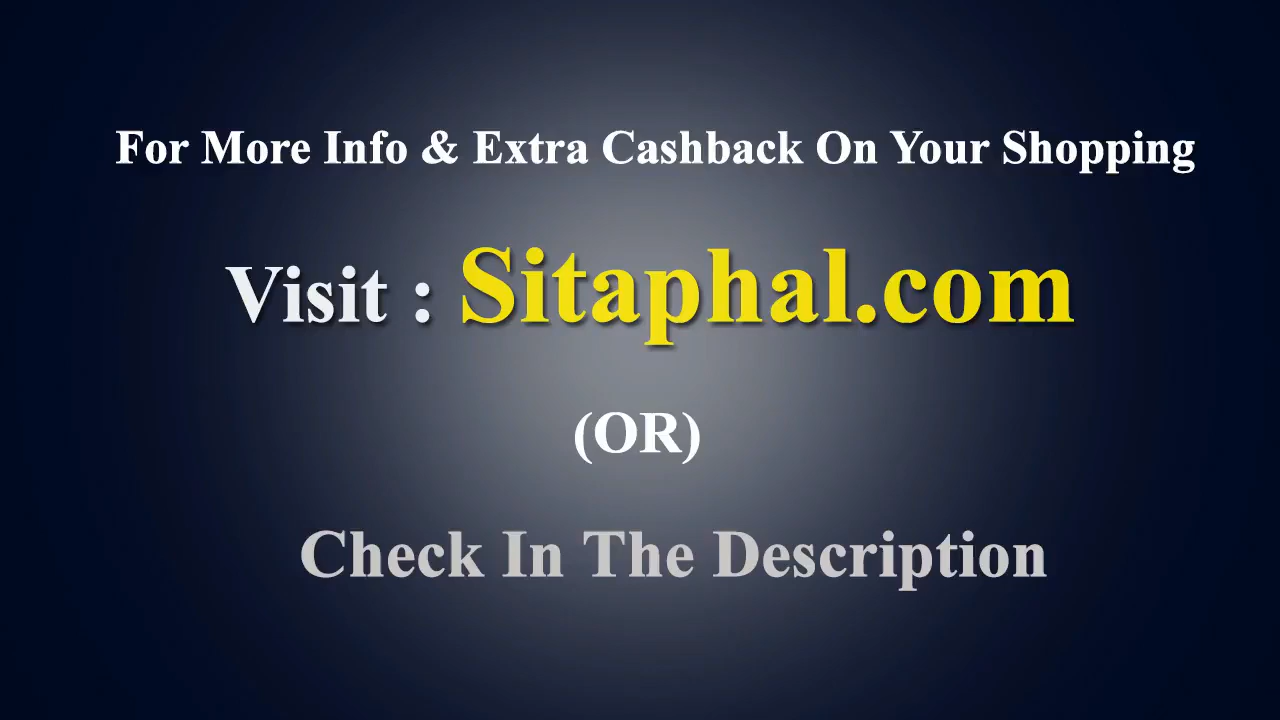 For More Info & Extra Cashback On Your Shopping
Visit : Sitaphal.com
(OR)
Check In The Description